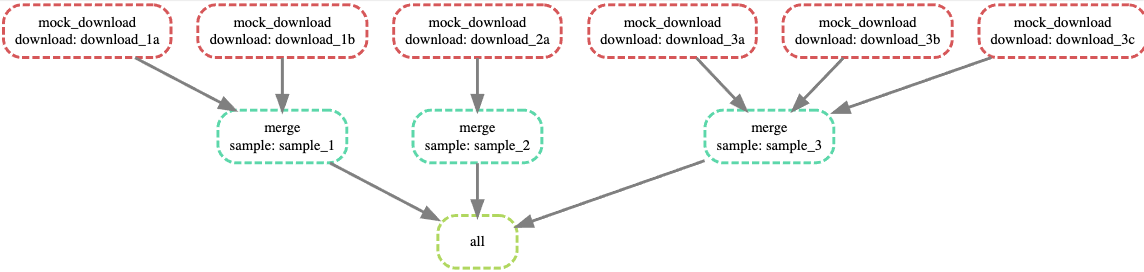 mock_download
download: download_1a
mock_download
download: download_1b
mock_download
download: download_2a
mock_download
download: download_3a
mock_download
download: download_3b
mock_download
download: download_3c
merge
sample: sample_1
merge
sample: sample_2
merge
sample: sample_3
all